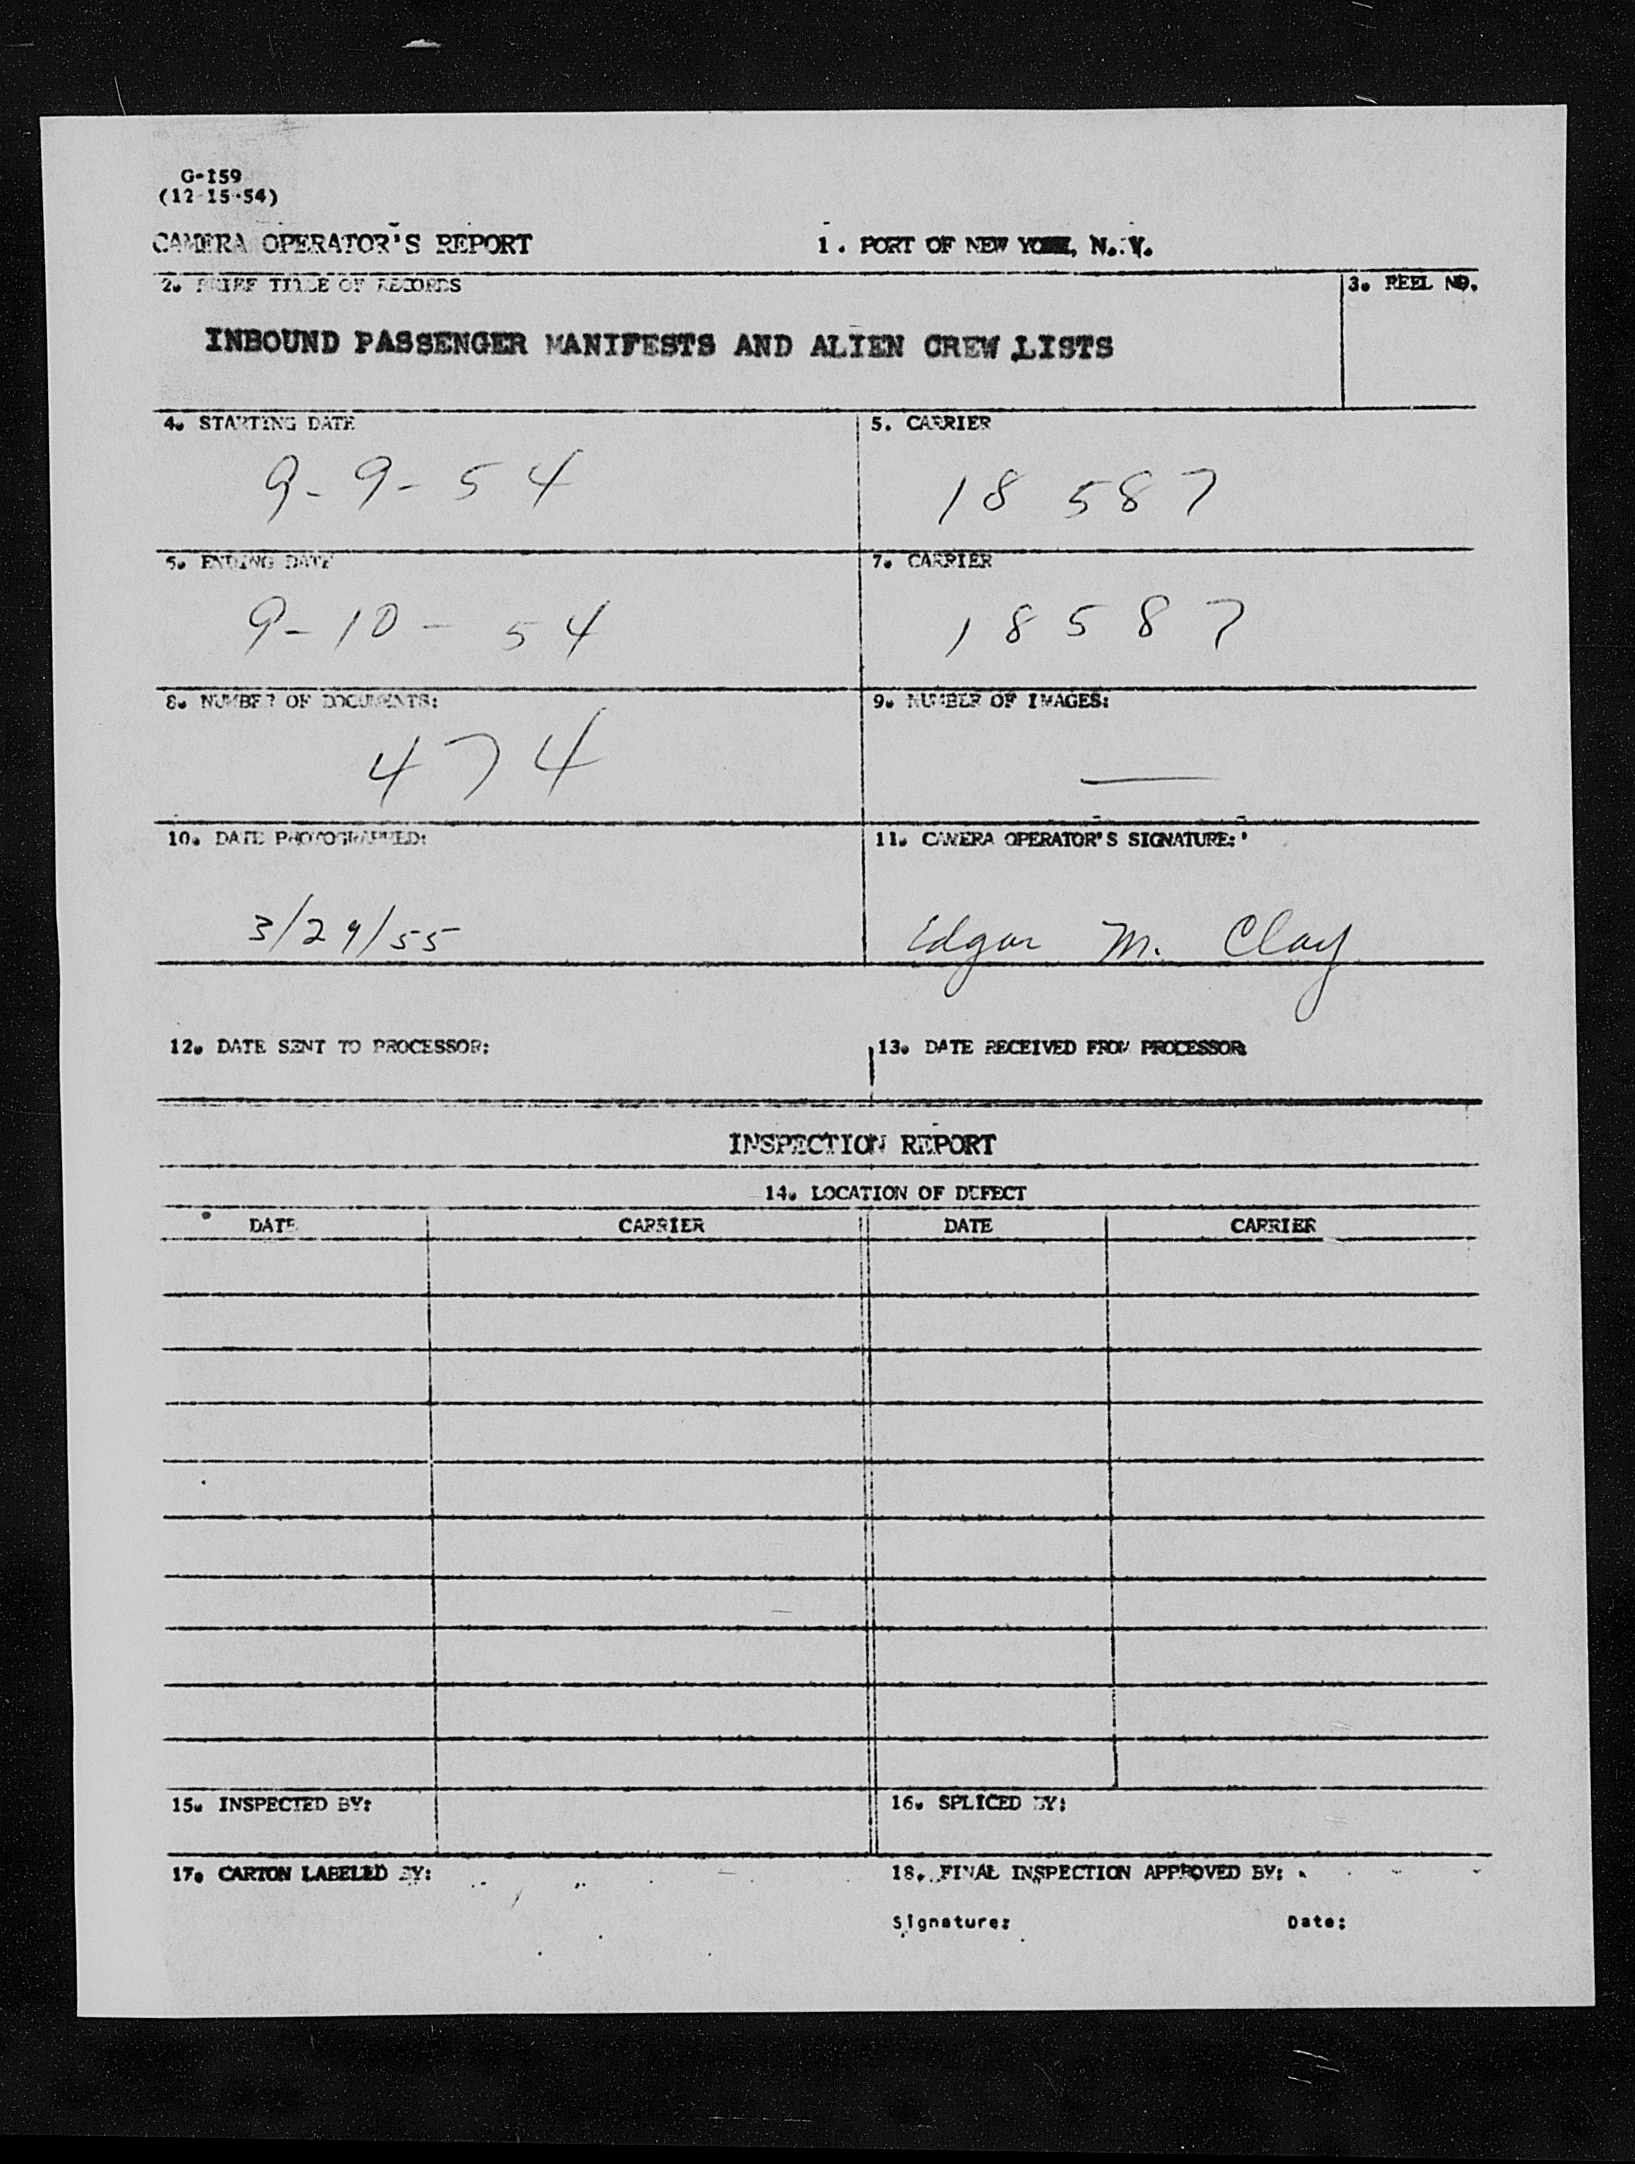 G-159
(12-15-54)
CAMERA OPERATOR'S REPORT 1. PORT OF NEW YORK, N. Y.
2. BRIEF TITLE OF RECORDS 3. REEL NO.
INBOUND PASSENGER MANIFESTS AND ALIEN CREW LISTS
4. STARTING DATE 5. CARRIER
9-9-54 18 587
6. ENDING DATE 7. CARRIER
9-10-54 18587
8. NUMBER OF DOCUMENTS: 9. NUMBER OF IMAGES:
474 —
10. DATE PHOTOGRAPHED: 11. CAMERA OPERATOR'S SIGNATURE:
3/29/55 Edgar M. Clay
12. DATE SENT TO PROCESSOR: 13. DATE RECEIVED FROM PROCESSOR
INSPECTION REPORT
14. LOCATION OF DEFECT
DATE CARRIER DATE CARRIER
15. INSPECTED BY: 16. SPLICED BY:
17. CARTON LABELED BY: 18. FINAL INSPECTION APPROVED BY:
Signature: Date: